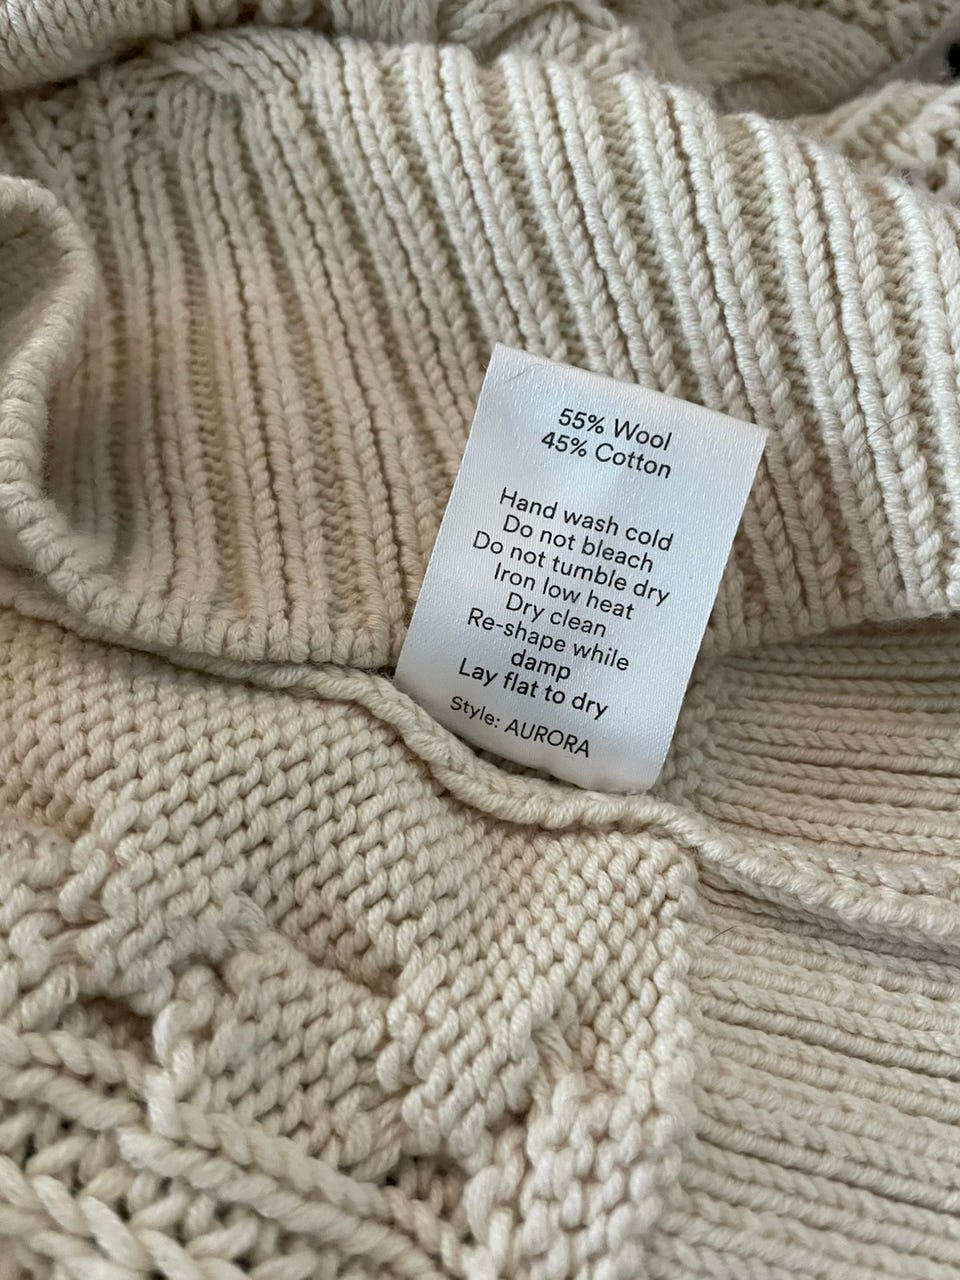 55% Wool
45% Cotton
Hand wash cold
Do not bleach
Do not tumble dry
Iron low heat
Dry clean
Re-shape while
damp
Lay flat to dry
Style: AURORA